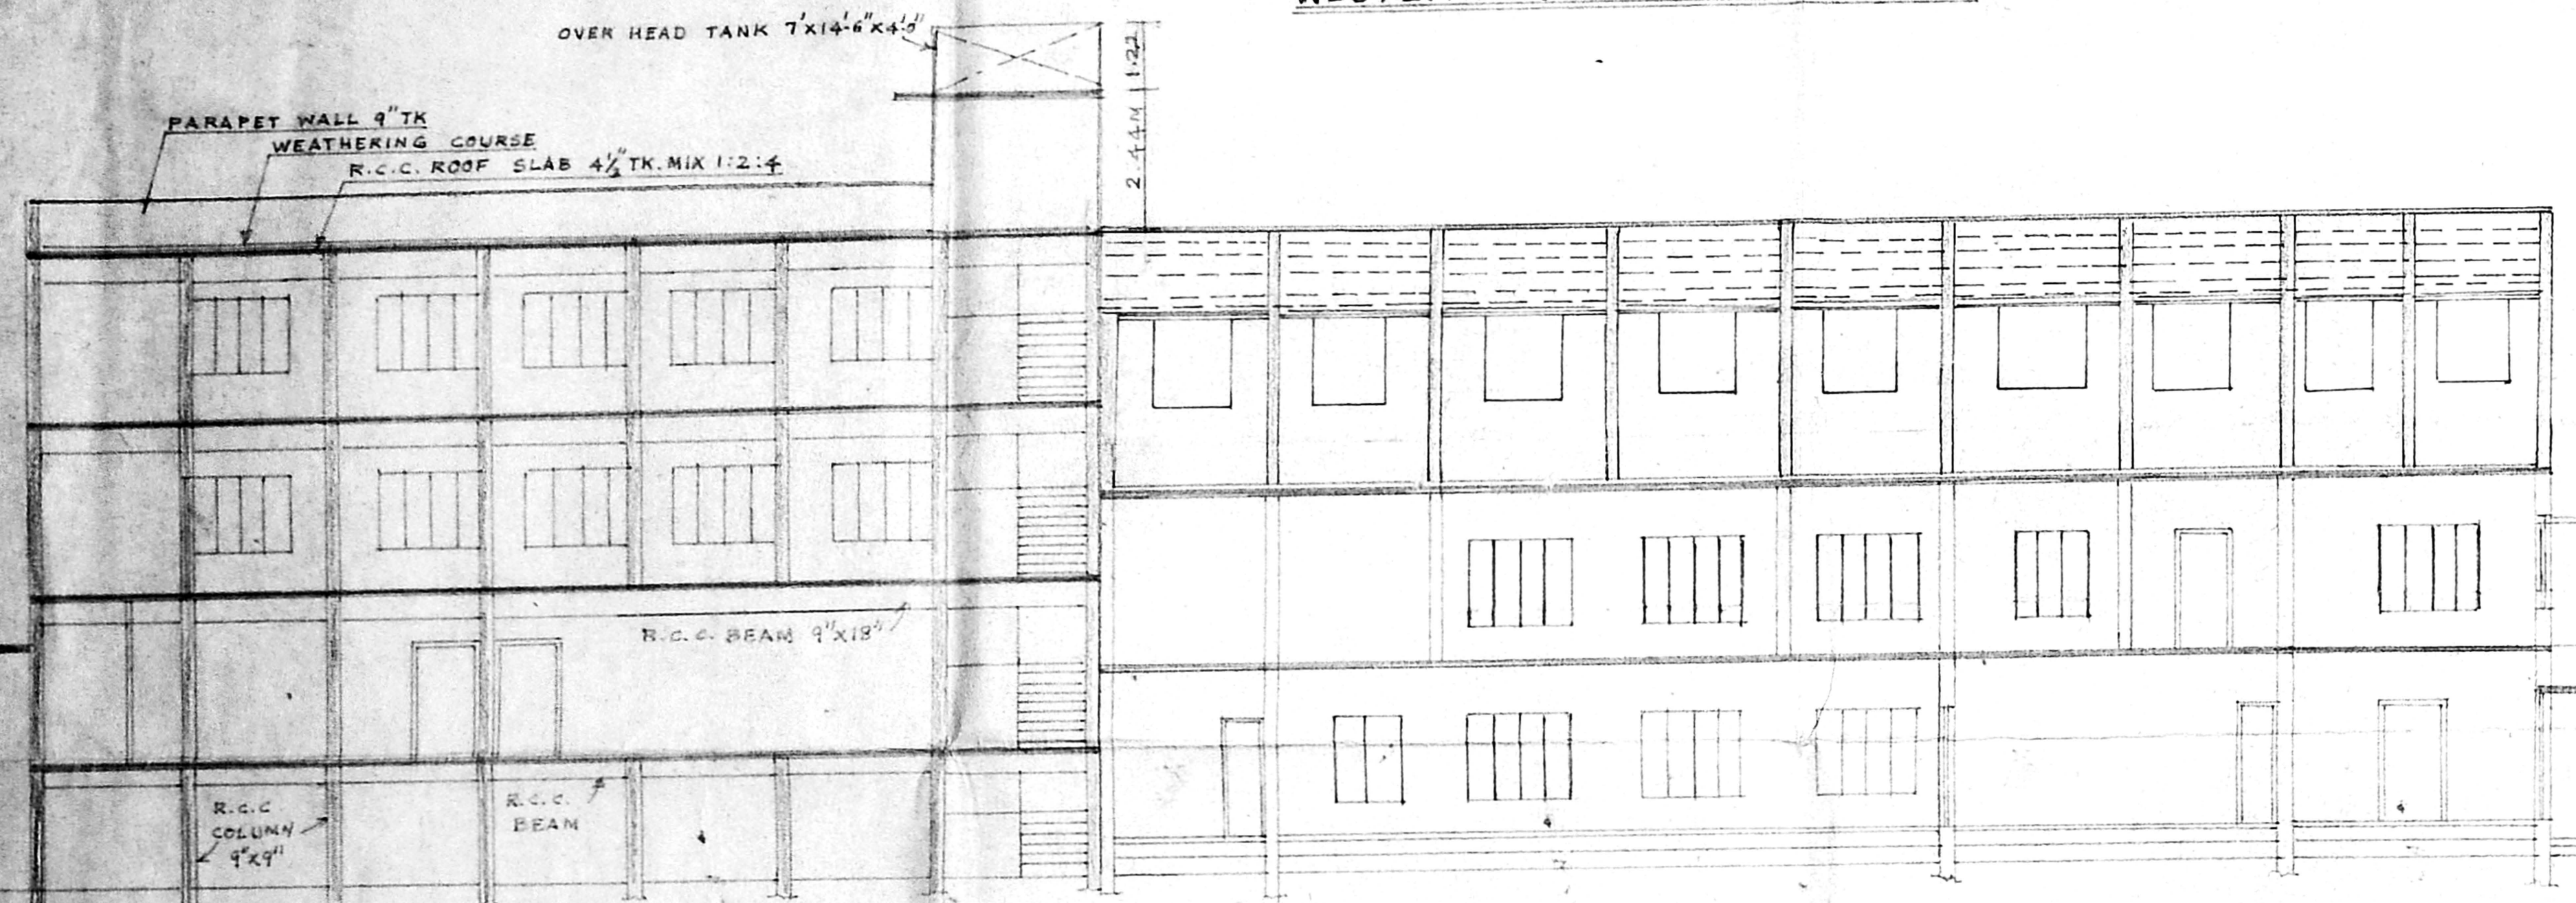 OVER HEAD TANK 7'X14'-6"X4'-0"
1.22
2.44M
PARAPET WALL 9" TK
WEATHERING COURSE
R.C.C. ROOF SLAB 4½" TK. MIX 1:2:4
R.C.C. BEAM 9"X18"
R.C.C
COLUMN
9"X9"
R.C.C.
BEAM